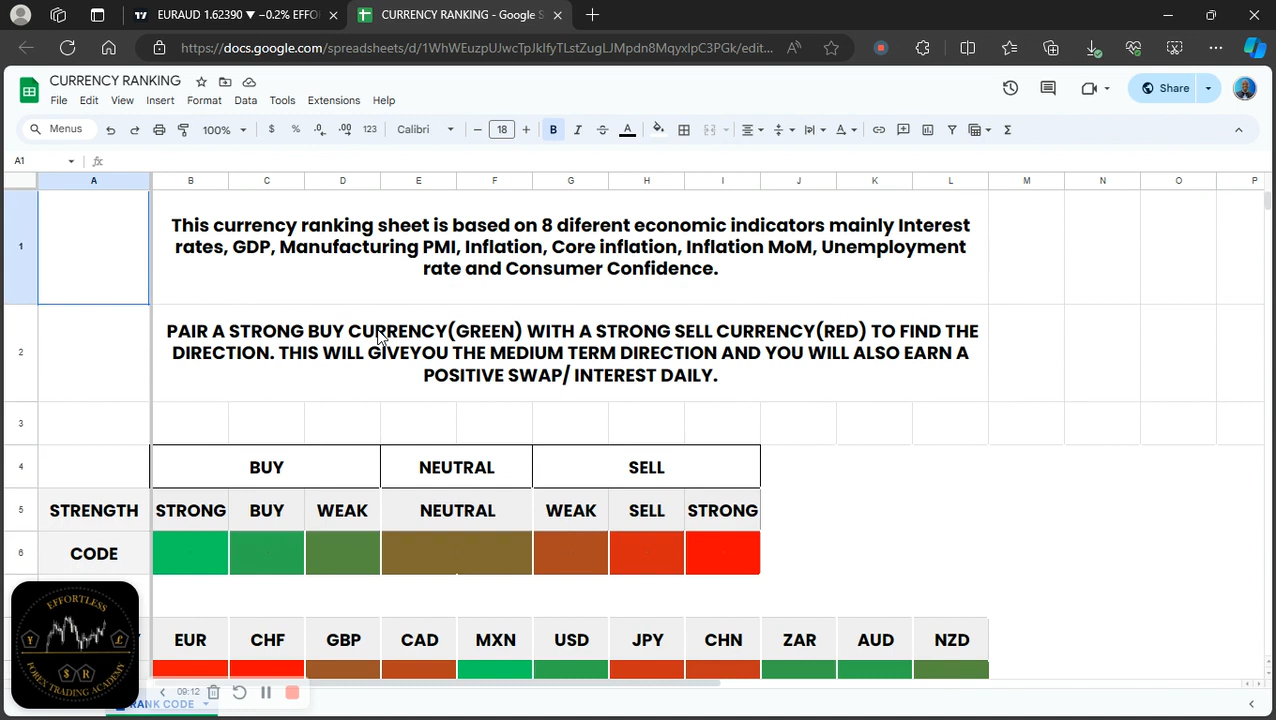 EURAUD 1.62390 ▼ −0.2% EFFO
CURRENCY RANKING - Google S
https://docs.google.com/spreadsheets/d/1WhWEuzpUJwcTpJkIfyTLstZugLJMpdn8MqyxlpC3PGk/edit...
CURRENCY RANKING
File Edit View Insert Format Data Tools Extensions Help
Share
Menus 100% $ % .0 .00 123 Calibri − 18 + B I A Σ
A1 fx
A B C D E F G H I J K L M N O P
1
This currency ranking sheet is based on 8 diferent economic indicators mainly Interest
rates, GDP, Manufacturing PMI, Inflation, Core inflation, Inflation MoM, Unemployment
rate and Consumer Confidence.
2
PAIR A STRONG BUY CURRENCY(GREEN) WITH A STRONG SELL CURRENCY(RED) TO FIND THE
DIRECTION. THIS WILL GIVEYOU THE MEDIUM TERM DIRECTION AND YOU WILL ALSO EARN A
POSITIVE SWAP/ INTEREST DAILY.
3
4 BUY NEUTRAL SELL
5 STRENGTH STRONG BUY WEAK NEUTRAL WEAK SELL STRONG
6 CODE
EUR CHF GBP CAD MXN USD JPY CHN ZAR AUD NZD
EFFORTLESS
¥ £
$ R
FOREX TRADING ACADEMY
09:12
RANK CODE